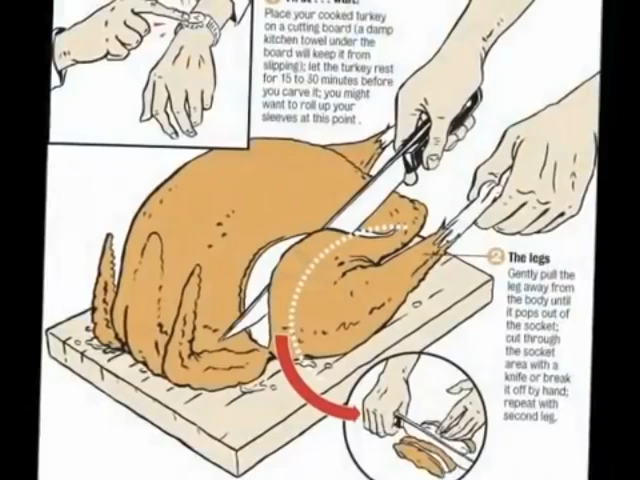 First . . . wait.
Place your cooked turkey
on a cutting board (a damp
kitchen towel under the
board will keep it from
slipping); let the turkey rest
for 15 to 30 minutes before
you carve it; you might
want to roll up your
sleeves at this point.
2 The legs
Gently pull the
leg away from
the body until
it pops out of
the socket;
cut through
the socket
area with a
knife or break
it off by hand;
repeat with
second leg.